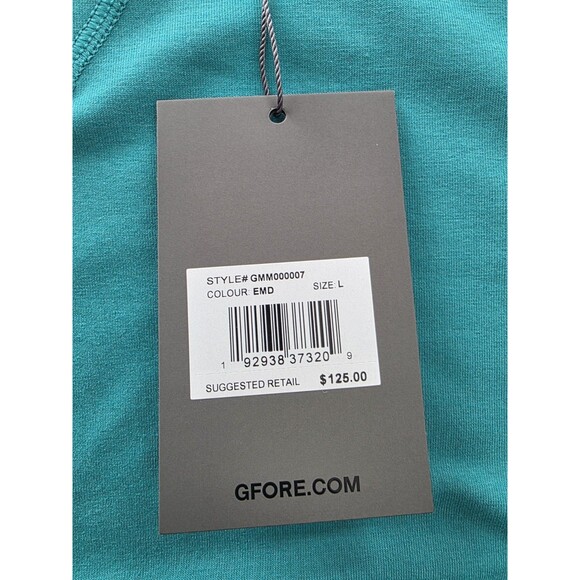 STYLE# GMM000007
COLOUR: EMD SIZE: L
1 92938 37320 9
SUGGESTED RETAIL $125.00
GFORE.COM